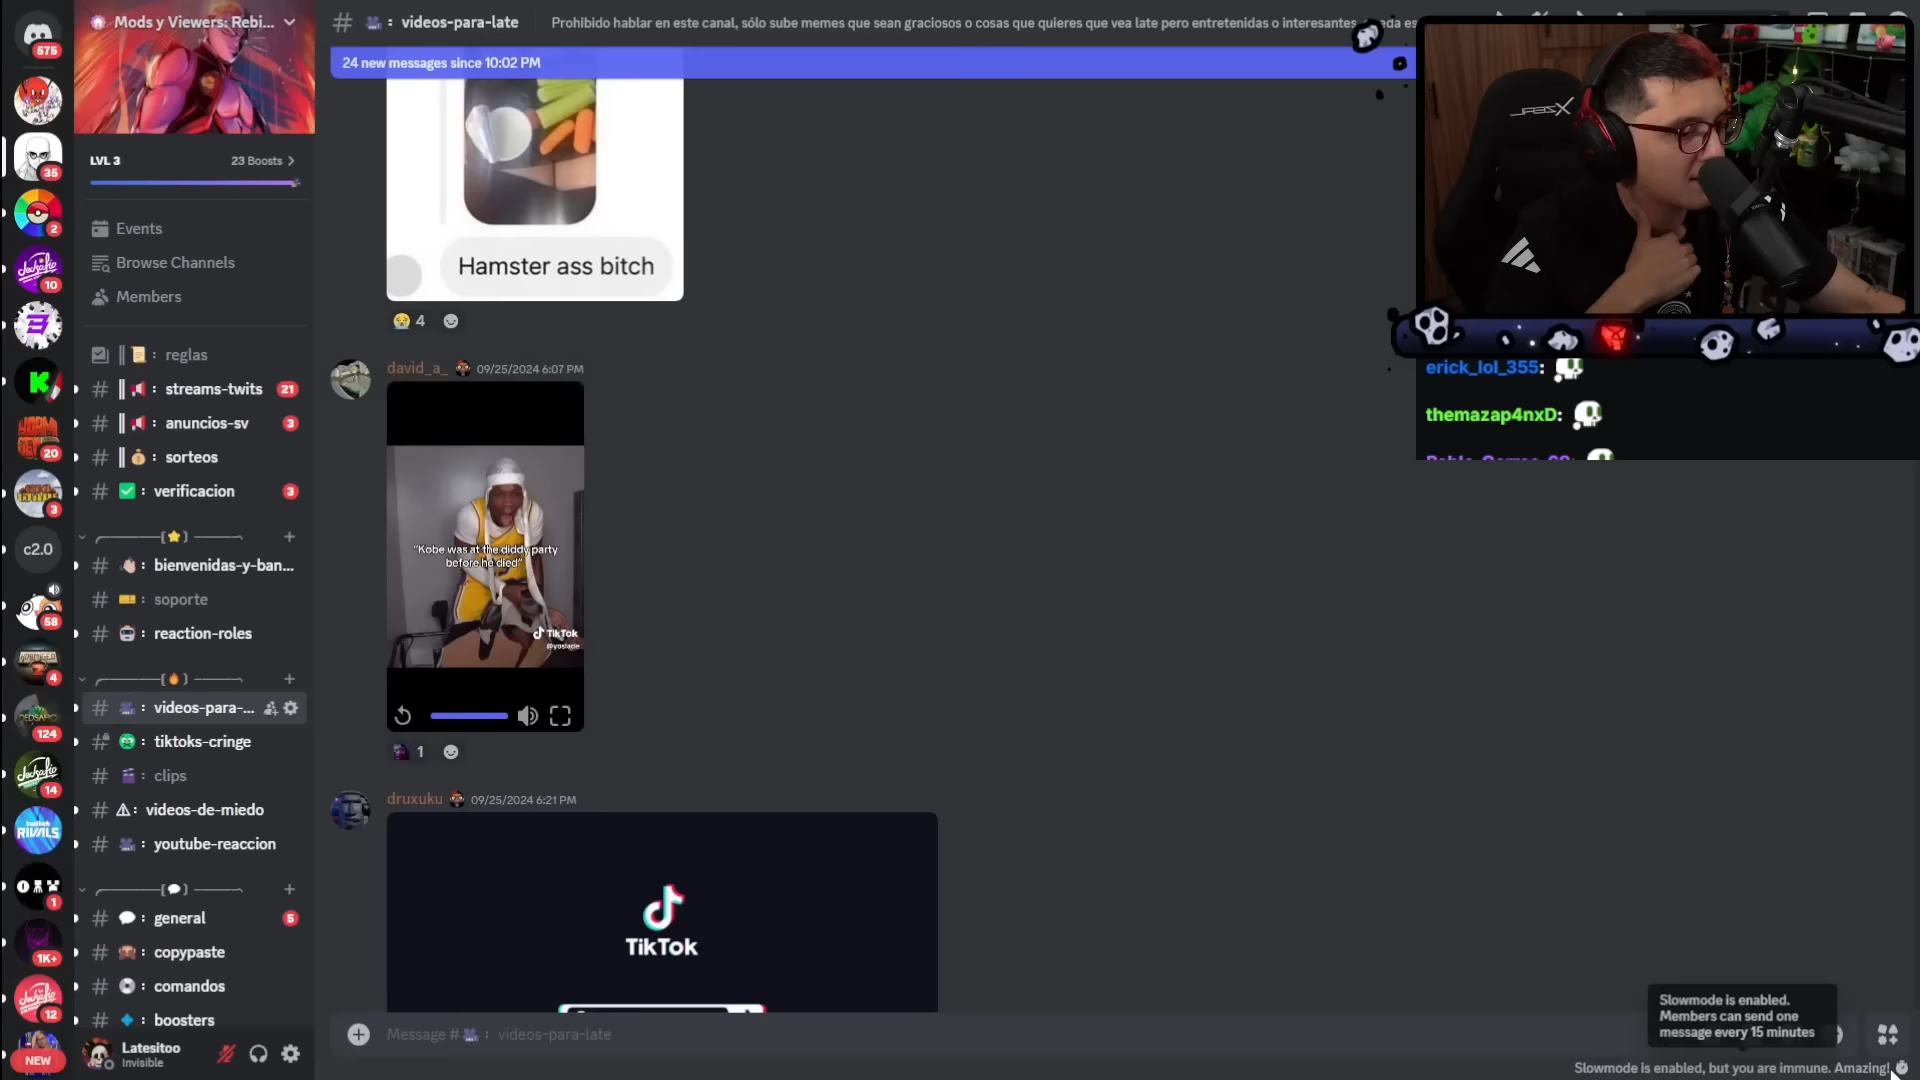 575
Mods y Viewers: Rebi...
LVL 3
23 Boosts
Events
Browse Channels
Members
reglas
streams-twits
21
anuncios-sv
3
sorteos
verificacion
3
bienvenidas-y-ban...
soporte
reaction-roles
videos-para-...
tiktoks-cringe
clips
videos-de-miedo
youtube-reaccion
general
5
copypaste
comandos
boosters
Latesitoo
Invisible
35
2
10
20
3
c2.0
58
4
124
14
RIVALS
1
1K+
12
NEW
: videos-para-late
Prohibido hablar en este canal, sólo sube memes que sean graciosos o cosas que quieres que vea late pero entretenidas o interesantes
24 new messages since 10:02 PM
Hamster ass bitch
4
david_a_ 09/25/2024 6:07 PM
"Kobe was at the diddy party
before he died"
TikTok
@yoslade
1
druxuku 09/25/2024 6:21 PM
TikTok
Message # : videos-para-late
erick_lol_355:
themazap4nxD:
Slowmode is enabled.
Members can send one
message every 15 minutes
Slowmode is enabled, but you are immune. Amazing!